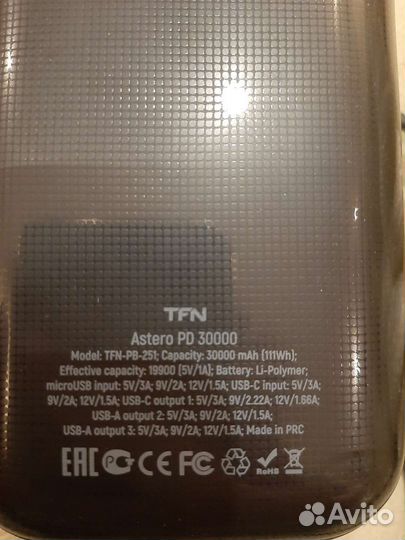 TFN
Astero PD 30000
Model: TFN-PB-251; Capacity: 30000 mAh (111Wh);
Effective capacity: 19900 (5V/1A); Battery: Li-Polymer;
microUSB input: 5V/3A; 9V/2A; 12V/1.5A; USB-C input: 5V/3A;
9V/2A; 12V/1.5A; USB-C output 1: 5V/3A; 9V/2.22A; 12V/1.66A;
USB-A output 2: 5V/3A; 9V/2A; 12V/1.5A;
USB-A output 3: 5V/3A; 9V/2A; 12V/1.5A; Made in PRC
EAC PC CE FC RoHS
Avito